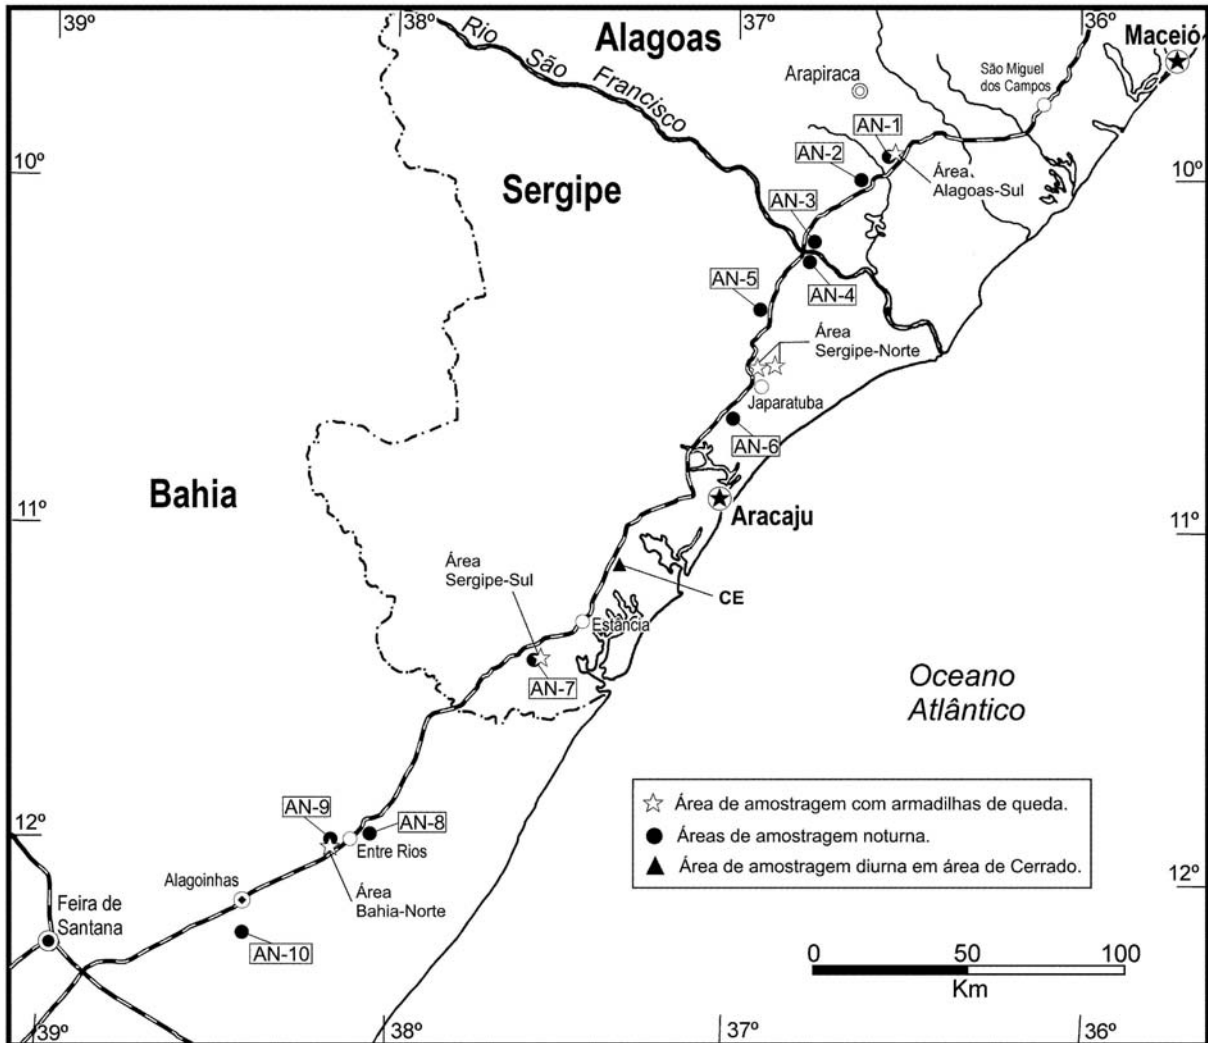 39º
38º
37º
36º
Maceió
Alagoas
Rio São Francisco
Arapiraca
São Miguel
dos Campos
AN-1
AN-2
10º
10º
Área
Alagoas-Sul
Sergipe
AN-3
AN-5
AN-4
Área
Sergipe-Norte
Japaratuba
AN-6
Bahia
11º
11º
Aracaju
Área
Sergipe-Sul
CE
Estância
AN-7
Oceano
Atlântico
AN-9
AN-8
12º
Entre Rios
Área de amostragem com armadilhas de queda.
Áreas de amostragem noturna.
Área de amostragem diurna em área de Cerrado.
12º
Alagoinhas
Área
Bahia-Norte
Feira de
Santana
AN-10
0 50 100
Km
39º
38º
37º
36º